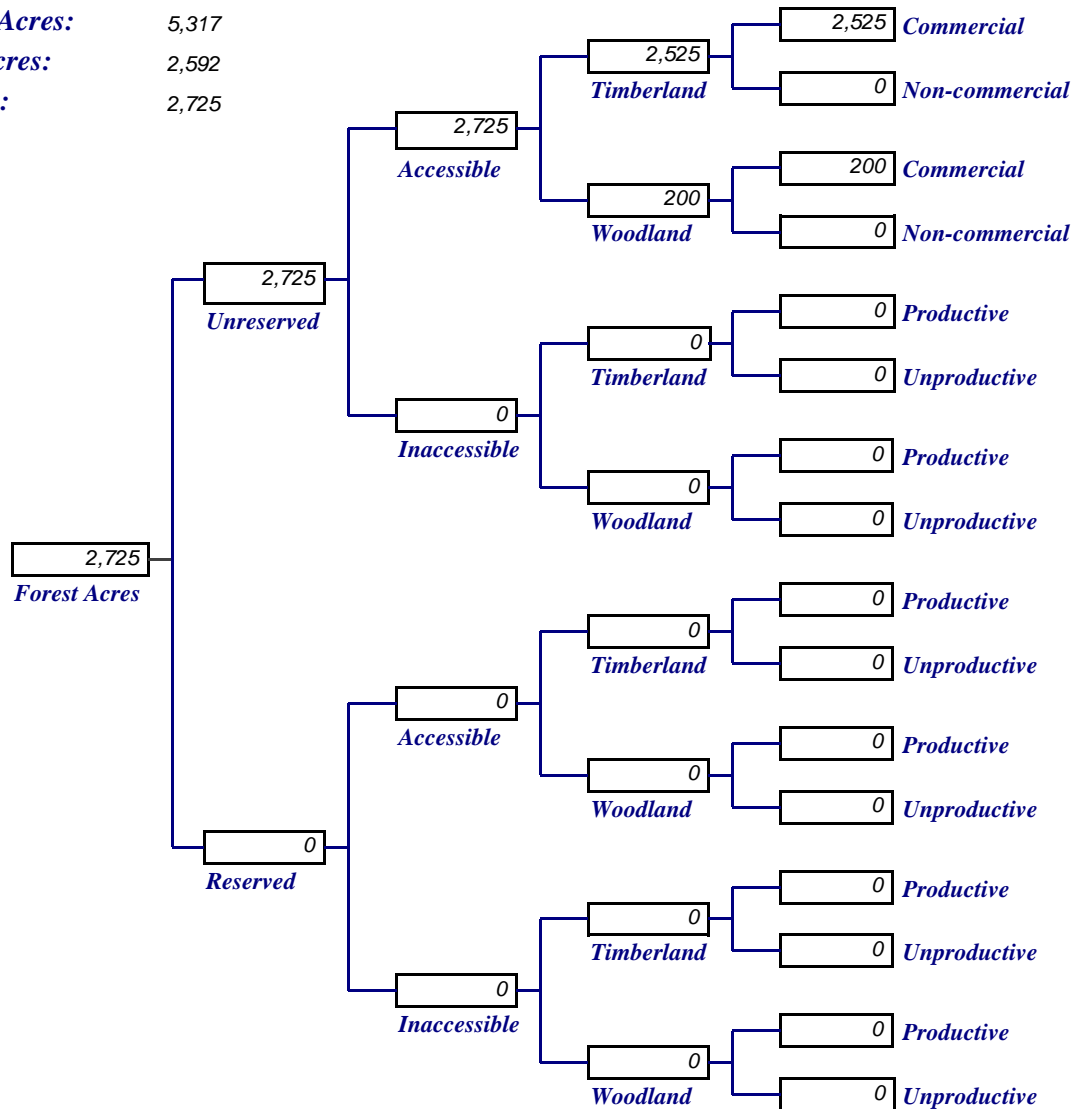 Acres: 5,317
cres: 2,592
: 2,725
2,525 Commercial
2,525
Timberland
0 Non-commercial
2,725
Accessible
200 Commercial
200
Woodland
0 Non-commercial
2,725
Unreserved
0 Productive
0
Timberland
0 Unproductive
0
Inaccessible
0 Productive
0
Woodland
0 Unproductive
2,725
Forest Acres
0 Productive
0
Timberland
0 Unproductive
0
Accessible
0 Productive
0
Woodland
0 Unproductive
0
Reserved
0 Productive
0
Timberland
0 Unproductive
0
Inaccessible
0 Productive
0
Woodland
0 Unproductive